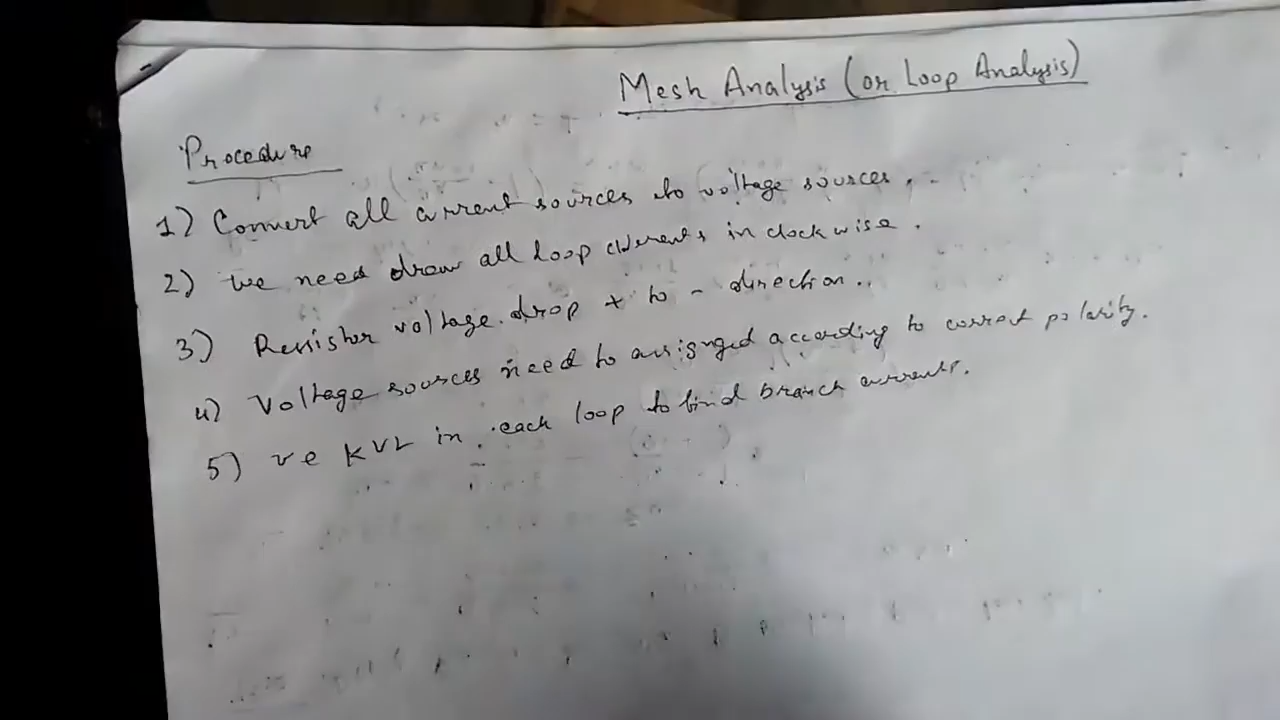 Mesh Analysis (or Loop Analysis)
Procedure
1) Convert all current sources to voltage sources.
2) We need draw all loop currents in clockwise.
3) Resistor voltage drop + to - direction..
4) Voltage sources need to assigned according to correct polarity.
5) Use KVL in each loop to find branch currents.